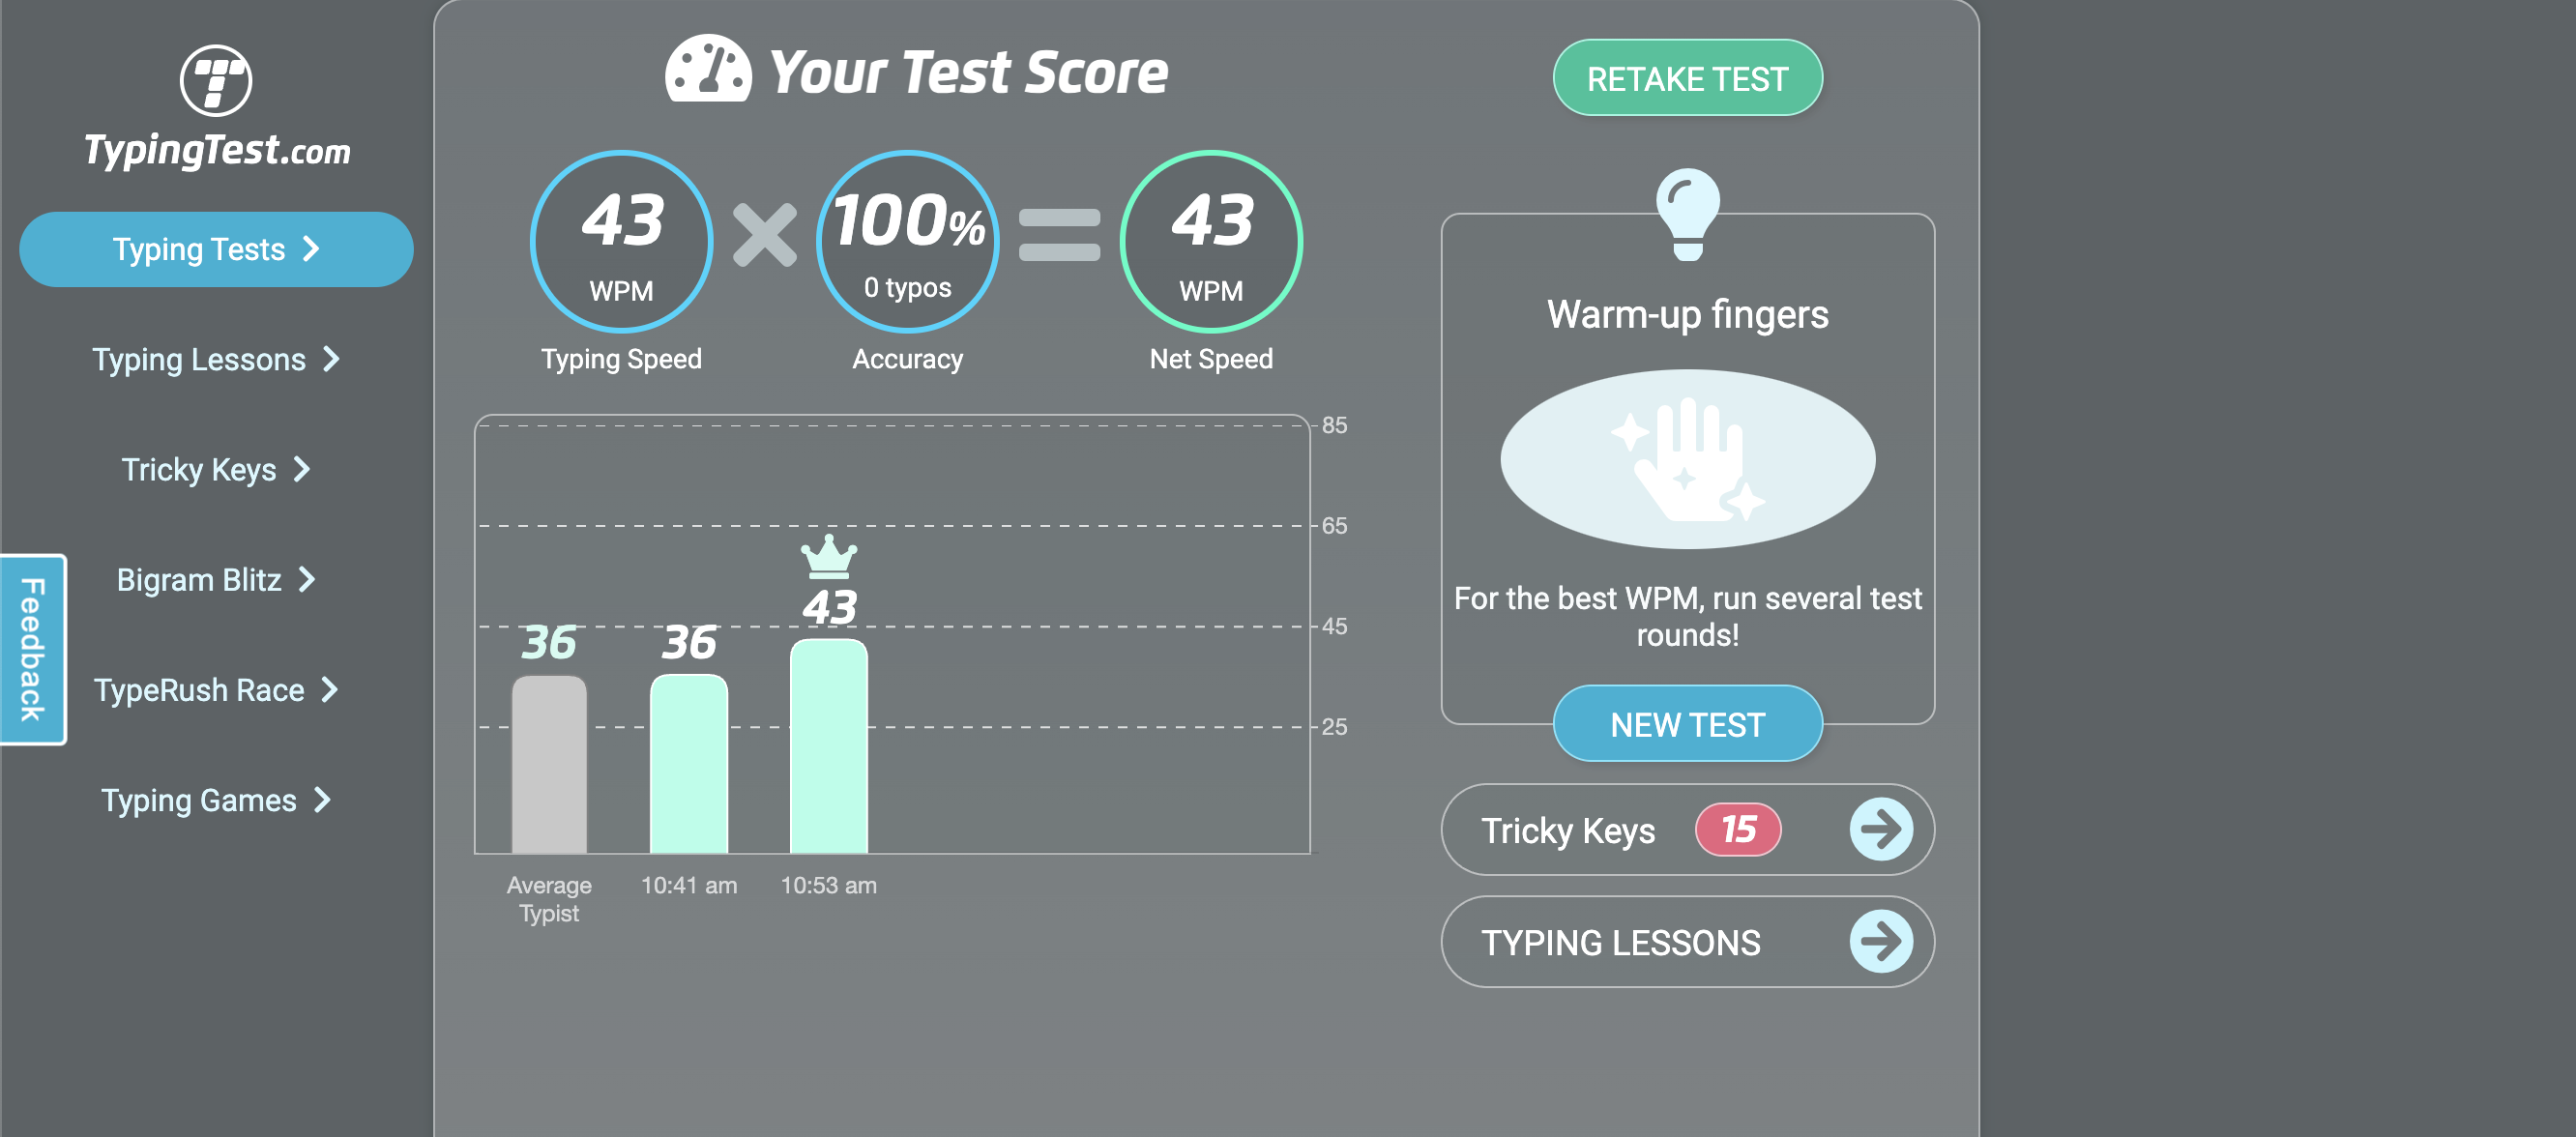 TypingTest.com
Typing Tests
Typing Lessons
Tricky Keys
Bigram Blitz
TypeRush Race
Typing Games
Feedback
Your Test Score
43
WPM
Typing Speed
100%
0 typos
Accuracy
43
WPM
Net Speed
85
65
45
25
36
36
43
Average
Typist
10:41 am
10:53 am
RETAKE TEST
Warm-up fingers
For the best WPM, run several test
rounds!
NEW TEST
Tricky Keys 15
TYPING LESSONS